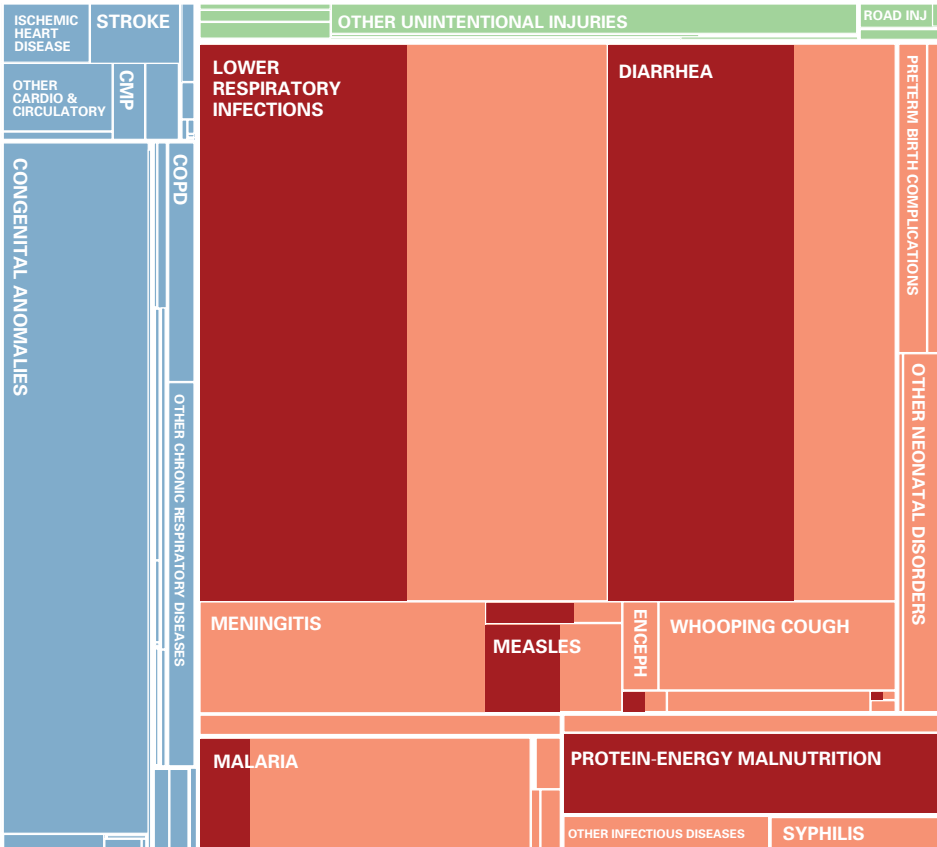 ISCHEMIC
HEART
DISEASE
STROKE
OTHER
CARDIO &
CIRCULATORY
CMP
CONGENITAL ANOMALIES
COPD
OTHER CHRONIC RESPIRATORY DISEASES
OTHER UNINTENTIONAL INJURIES
ROAD INJ
LOWER
RESPIRATORY
INFECTIONS
DIARRHEA
PRETERM BIRTH COMPLICATIONS
OTHER NEONATAL DISORDERS
MENINGITIS
MEASLES
ENCEPH
WHOOPING COUGH
MALARIA
PROTEIN-ENERGY MALNUTRITION
OTHER INFECTIOUS DISEASES
SYPHILIS